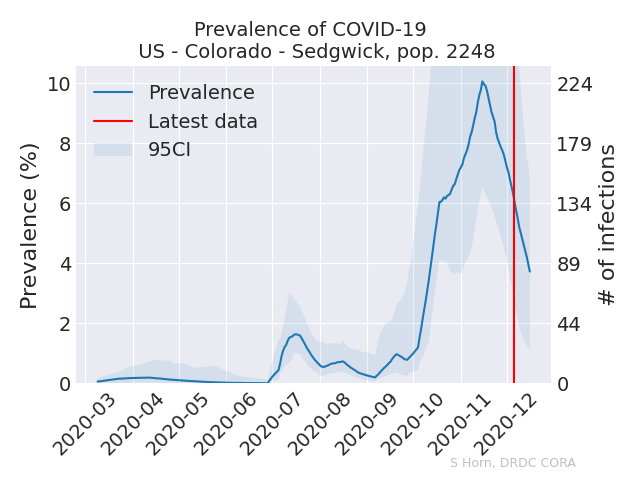 Prevalence of COVID-19
US - Colorado - Sedgwick, pop. 2248
Prevalence
Latest data
95CI
Prevalence (%)
10
8
6
4
2
0
224
179
134
89
44
0
# of infections
2020-03
2020-04
2020-05
2020-06
2020-07
2020-08
2020-09
2020-10
2020-11
2020-12
S Horn, DRDC CORA